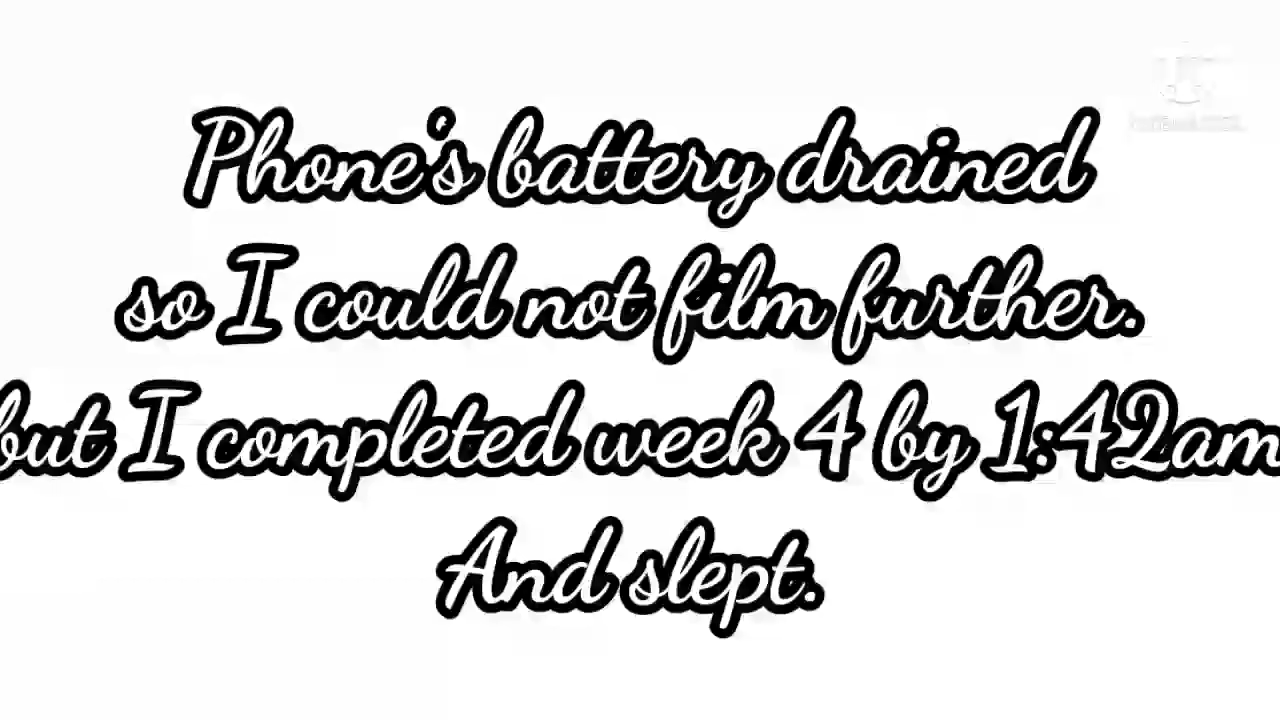 Phone's battery drained
so I could not film further.
but I completed week 4 by 1:42am
And slept.